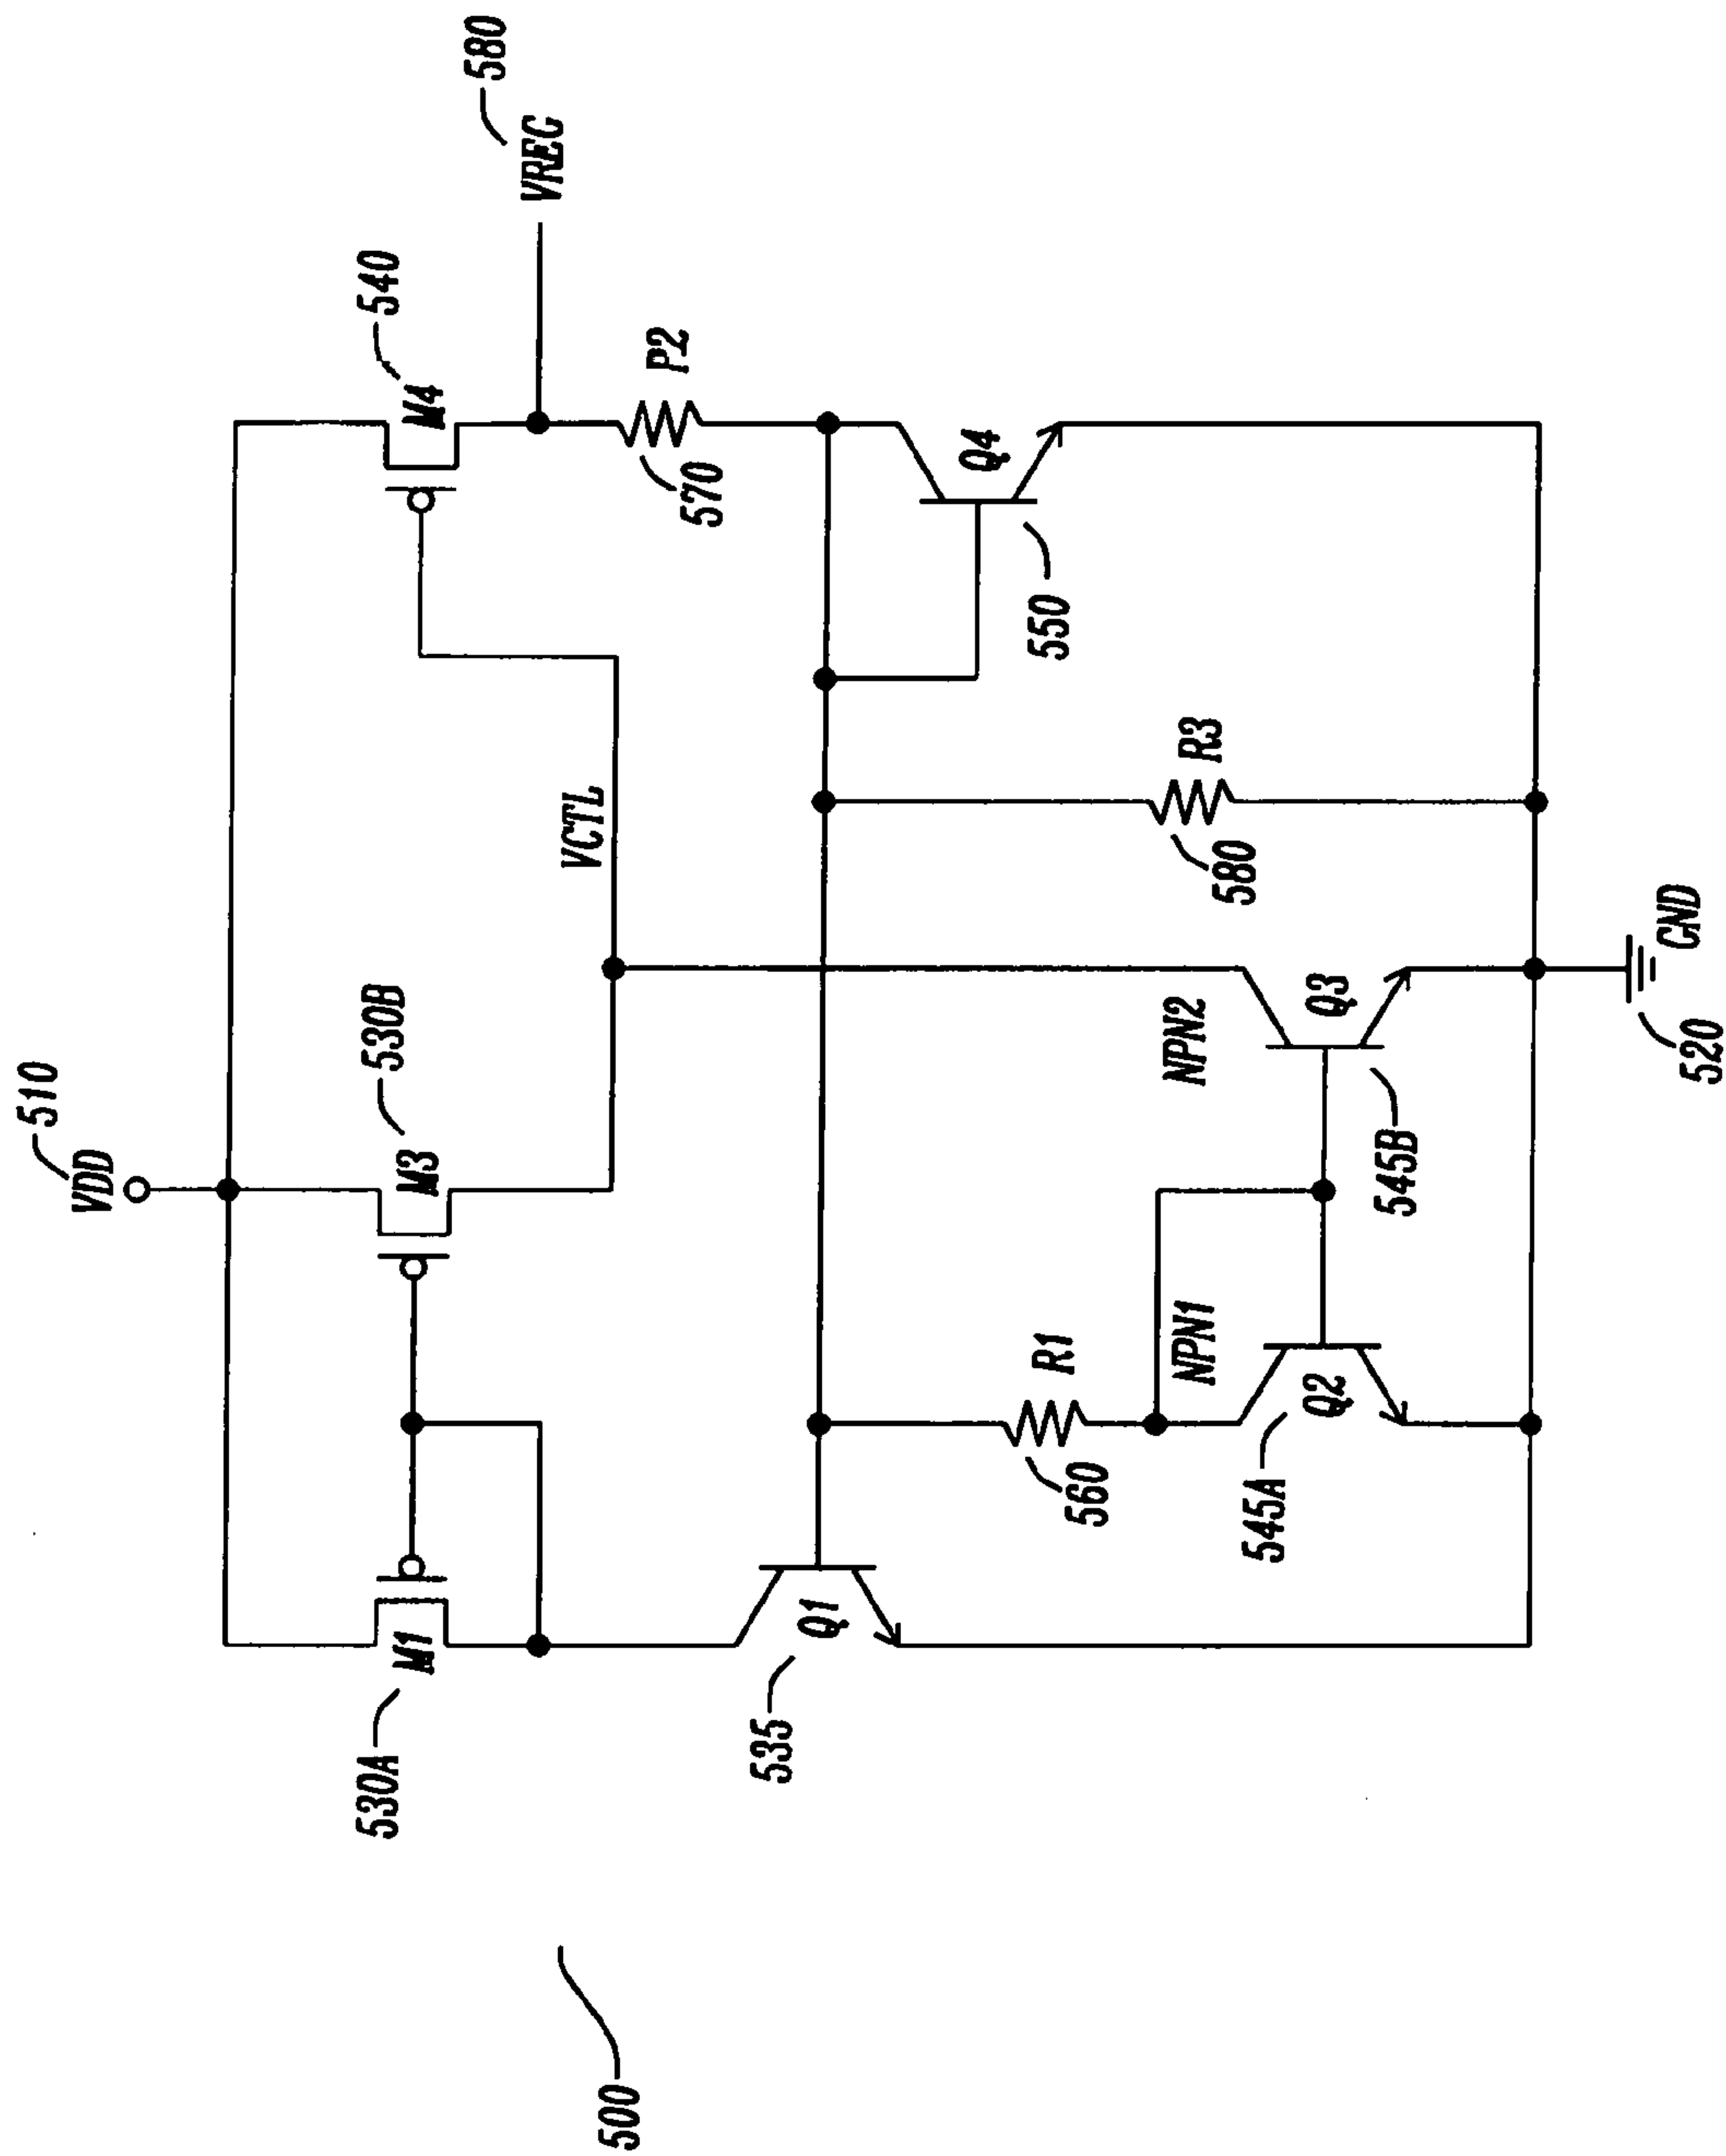 510
VDD
580
530A
530B
540
M1
M3
M4
VREG
VCTL
500
P2
570
535
Q1
Q4
R1
550
560
NPN1
NPN2
R3
580
545A
Q2
Q3
545B
GND
520